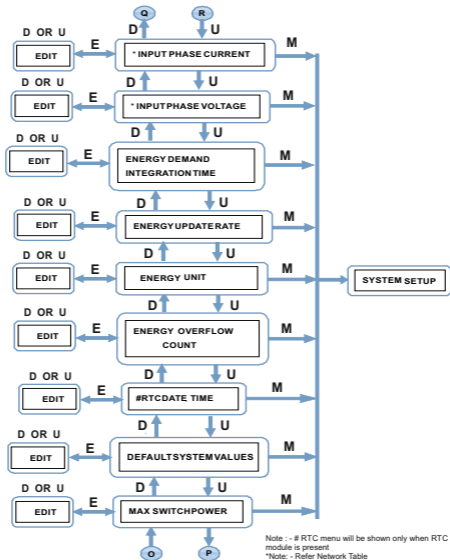 Q R
D OR U D U
EDIT E * INPUT PHASE CURRENT M
D OR U D U
EDIT E * INPUT PHASE VOLTAGE M
D OR U D U
EDIT E ENERGY DEMAND INTEGRATION TIME M
D U
D OR U
EDIT E ENERGY UPDATE RATE M
D OR U D U
EDIT E ENERGY UNIT M SYSTEM SETUP
D OR U D U
EDIT E ENERGY OVERFLOW COUNT M
D OR U D U
EDIT E #RTC DATE TIME M
D OR U D U
EDIT E DEFAULT SYSTEM VALUES M
D OR U D U
EDIT E MAX SWITCH POWER M
O P
Note : - # RTC menu will be shown only when RTC
module is present
*Note: - Refer Network Table